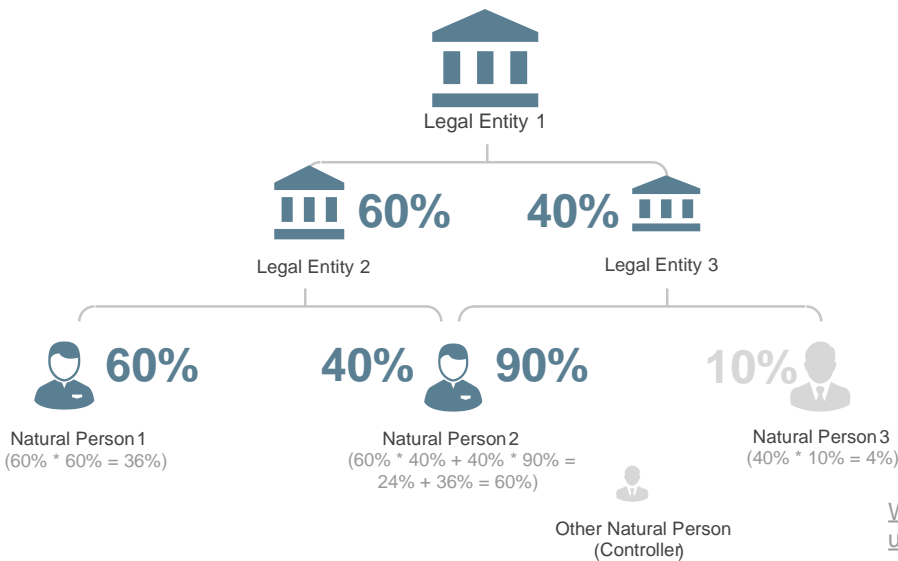 Legal Entity 1
60%
40%
Legal Entity 2
Legal Entity 3
60%
40%
90%
10%
Natural Person 1
(60% * 60% = 36%)
Natural Person 2
(60% * 40% + 40% * 90% =
24% + 36% = 60%)
Natural Person 3
(40% * 10% = 4%)
Other Natural Person
(Controller)